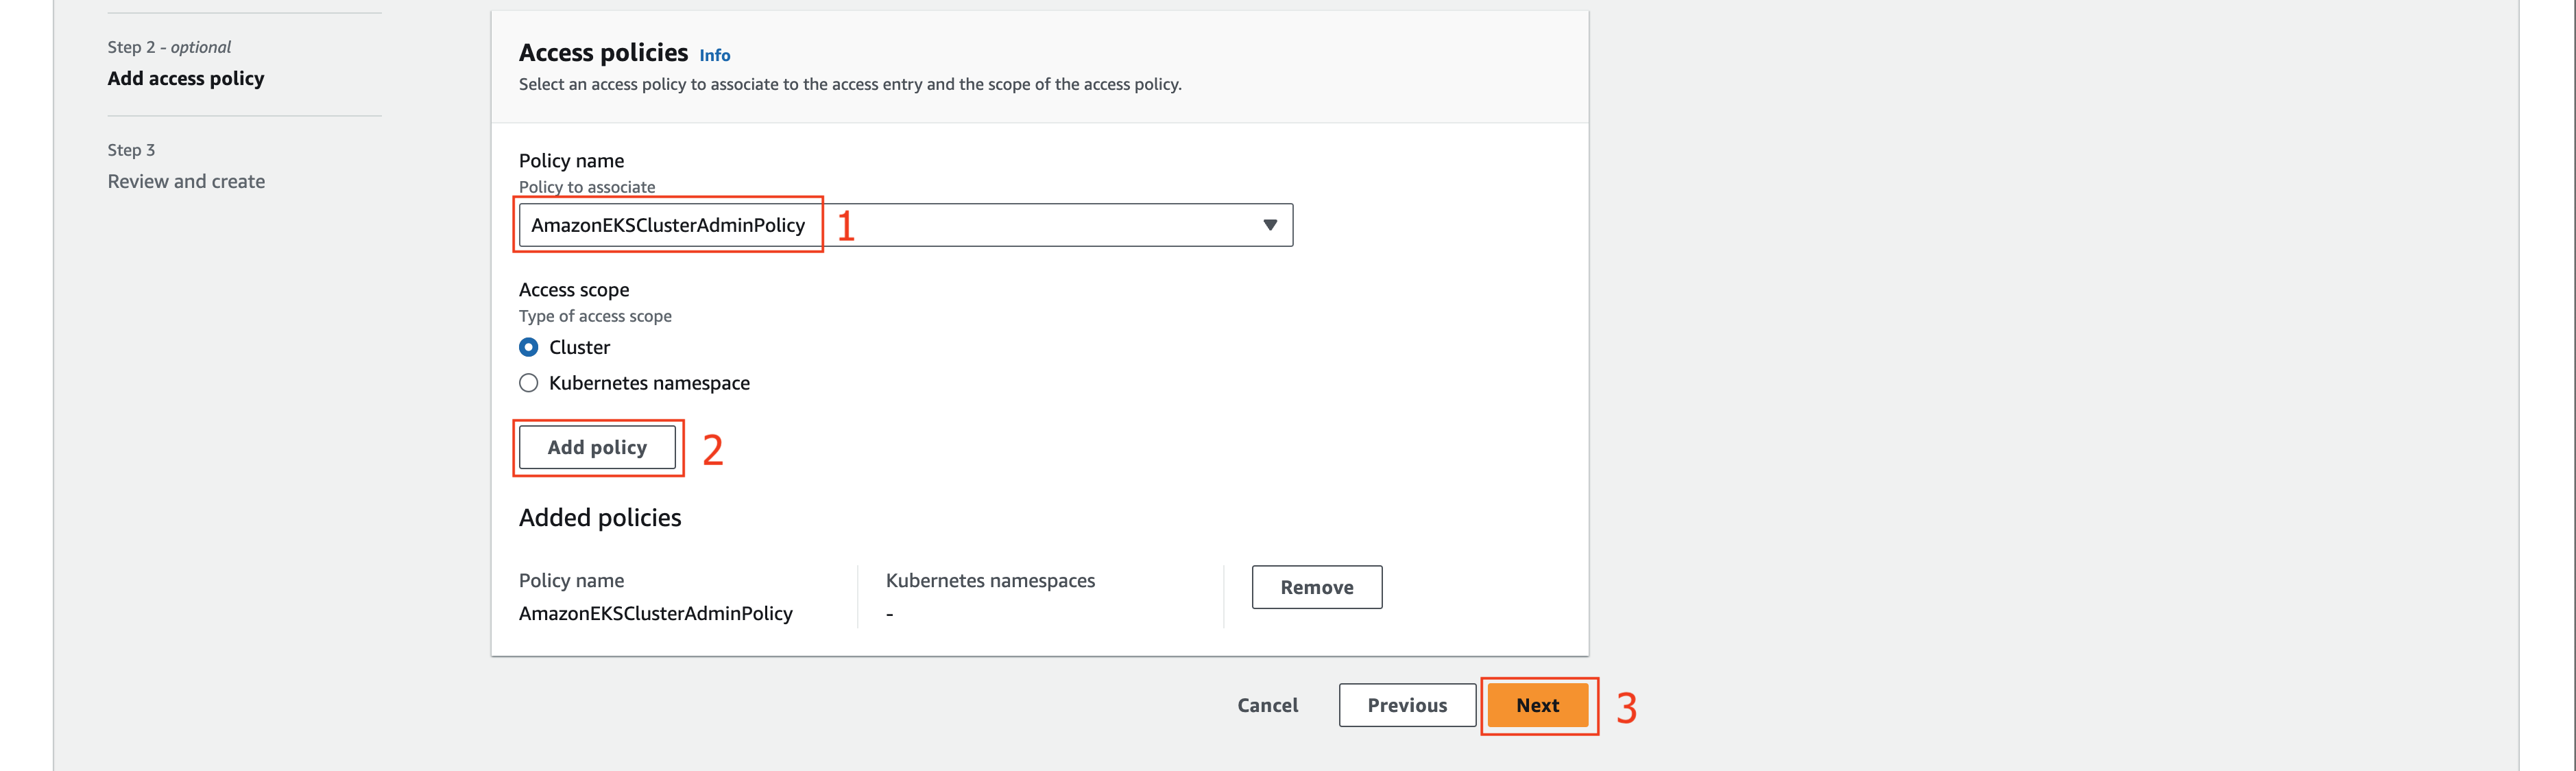 Step 2 - optional
Add access policy
Step 3
Review and create
Access policies Info
Select an access policy to associate to the access entry and the scope of the access policy.
Policy name
Policy to associate
AmazonEKSClusterAdminPolicy 1
Access scope
Type of access scope
Cluster
Kubernetes namespace
Add policy 2
Added policies
Policy name Kubernetes namespaces Remove
AmazonEKSClusterAdminPolicy -
Cancel Previous Next 3